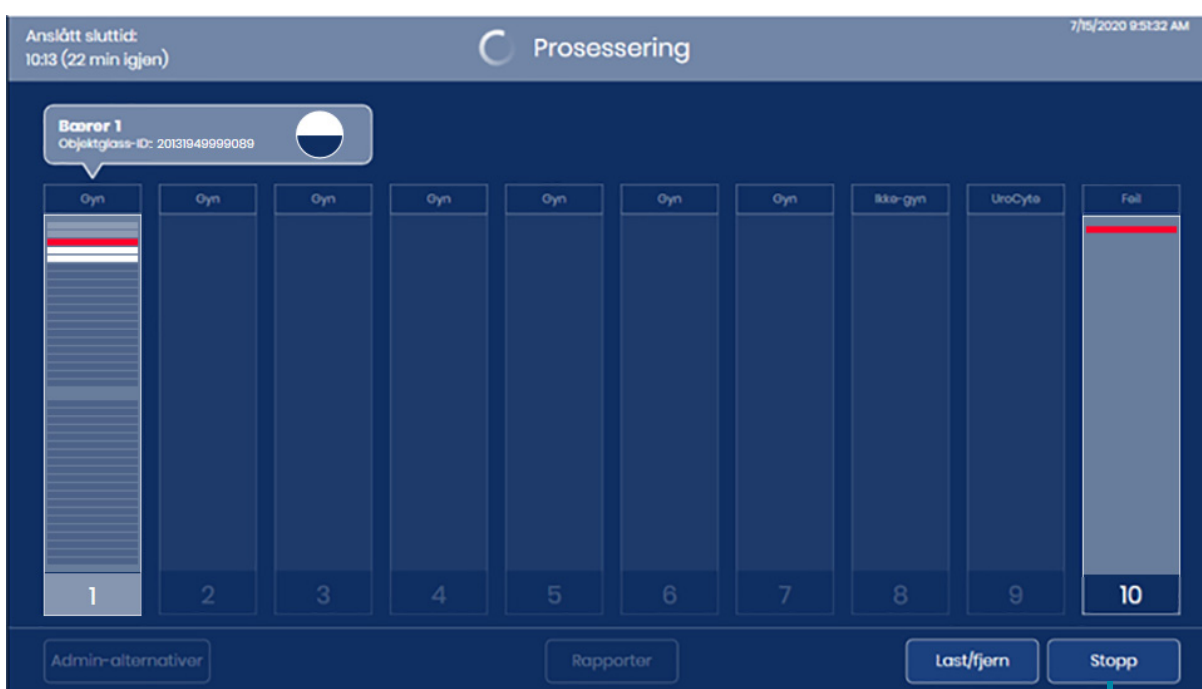 Anslått sluttid:
10:13 (22 min igjen)
Prosessering
7/15/2020 9:51:32 AM
Bærer 1
Objektglass-ID: 20131949999089
Gyn
Gyn
Gyn
Gyn
Gyn
Gyn
Gyn
Ikke-gyn
UroCyte
Feil
1
2
3
4
5
6
7
8
9
10
Admin-alternativer
Rapporter
Last/fjern
Stopp